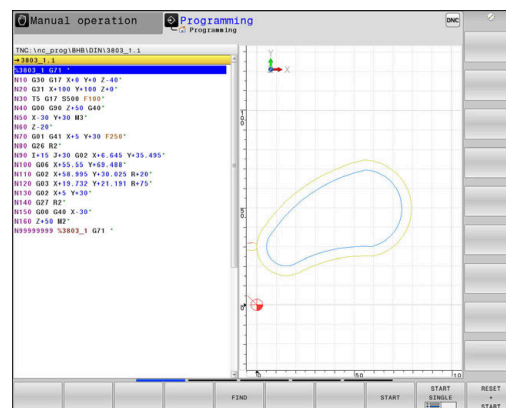 Manual operation
Programming
Programming
DNC
TNC:\nc_prog\BHB\DIN\3803_1.i
→3803_1.i
%3803_1 G71 *
N10 G30 G17 X+0 Y+0 Z-40*
N20 G31 X+100 Y+100 Z+0*
N30 T5 G17 S500 F100*
N40 G00 G90 Z+50 G40*
N50 X-30 Y+30 M3*
N60 Z-20*
N70 G01 G41 X+5 Y+30 F250*
N80 G26 R2*
N90 I+15 J+30 G02 X+6.645 Y+35.495*
N100 G06 X+55.55 Y+69.488*
N110 G02 X+58.995 Y+30.025 R+20*
N120 G03 X+19.732 Y+21.191 R+75*
N130 G02 X+5 Y+30*
N140 G27 R2*
N150 G00 G40 X-30*
N160 Z+50 M2*
N99999999 %3803_1 G71 *
Y
X
100
50
0
0
50
10
FIND
START
START
SINGLE
RESET
+
START